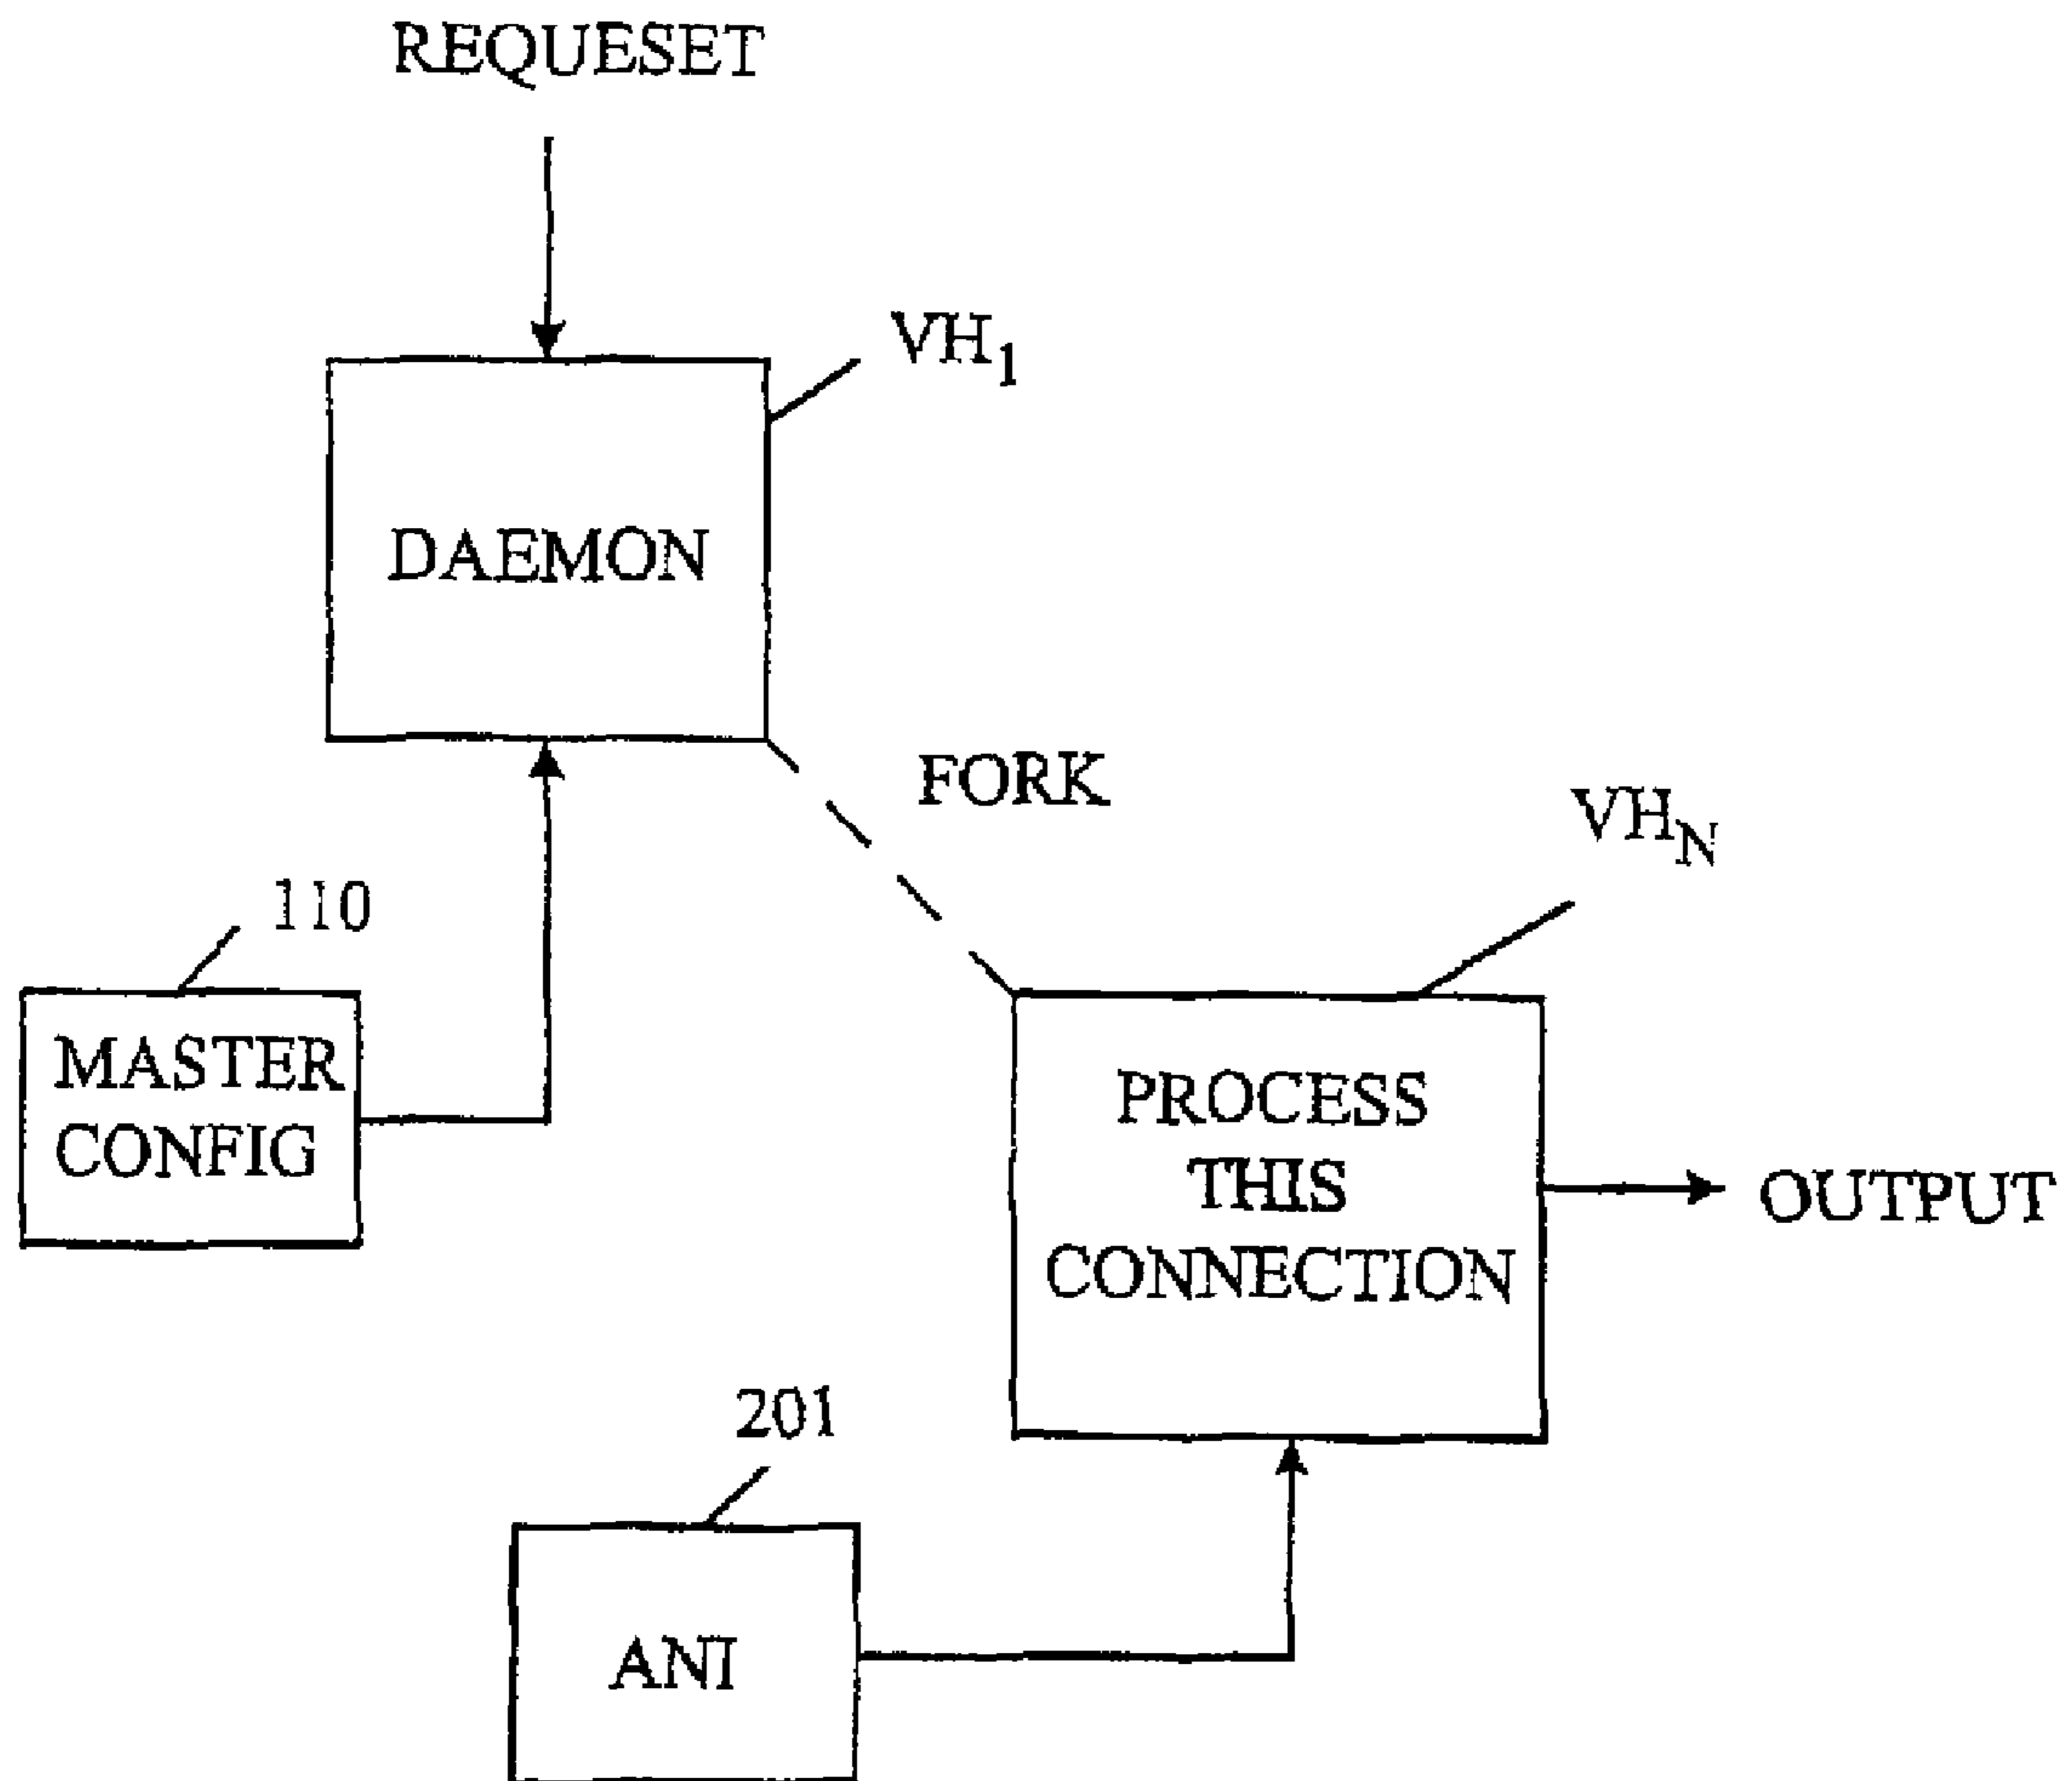 REQUESET
VH1
DAEMON
FORK
VHN
110
MASTER
CONFIG
PROCESS
THIS
CONNECTION
OUTPUT
201
ANI